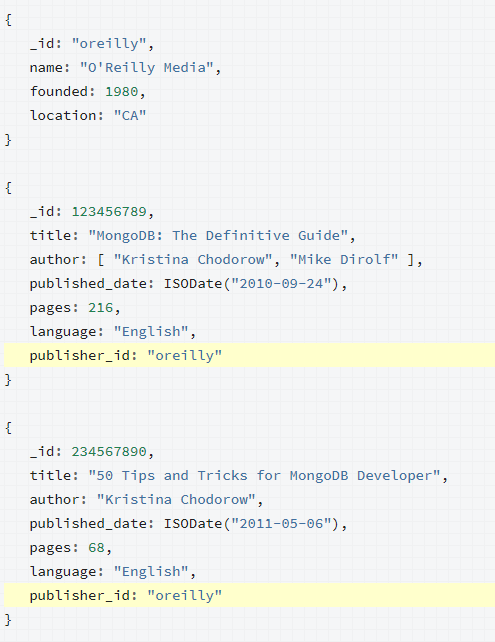 {
_id: "oreilly",
name: "O'Reilly Media",
founded: 1980,
location: "CA"
}
{
_id: 123456789,
title: "MongoDB: The Definitive Guide",
author: [ "Kristina Chodorow", "Mike Dirolf" ],
published_date: ISODate("2010-09-24"),
pages: 216,
language: "English",
publisher_id: "oreilly"
}
{
_id: 234567890,
title: "50 Tips and Tricks for MongoDB Developer",
author: "Kristina Chodorow",
published_date: ISODate("2011-05-06"),
pages: 68,
language: "English",
publisher_id: "oreilly"
}